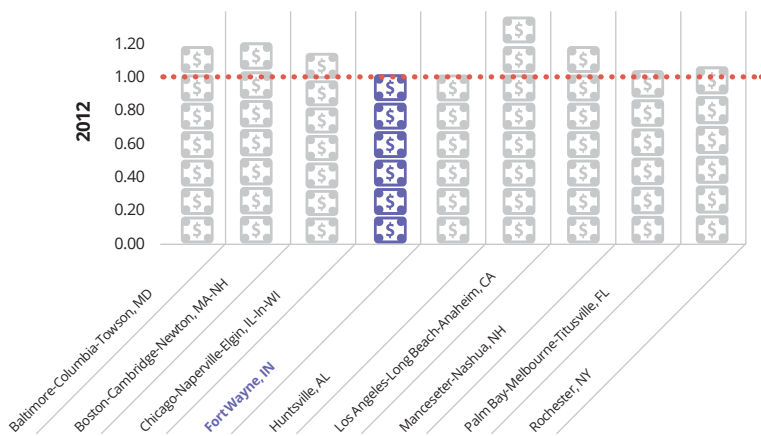 1.20
1.00
0.80
0.60
0.40
0.20
0.00
2012
Baltimore-Columbia-Towson, MD
Boston-Cambridge-Newton, MA-NH
Chicago-Naperville-Elgin, IL-In-WI
Fort Wayne, IN
Huntsville, AL
Los Angeles-Long Beach-Anaheim, CA
Manceseter-Nashua, NH
Palm Bay-Melbourne-Titusville, FL
Rochester, NY